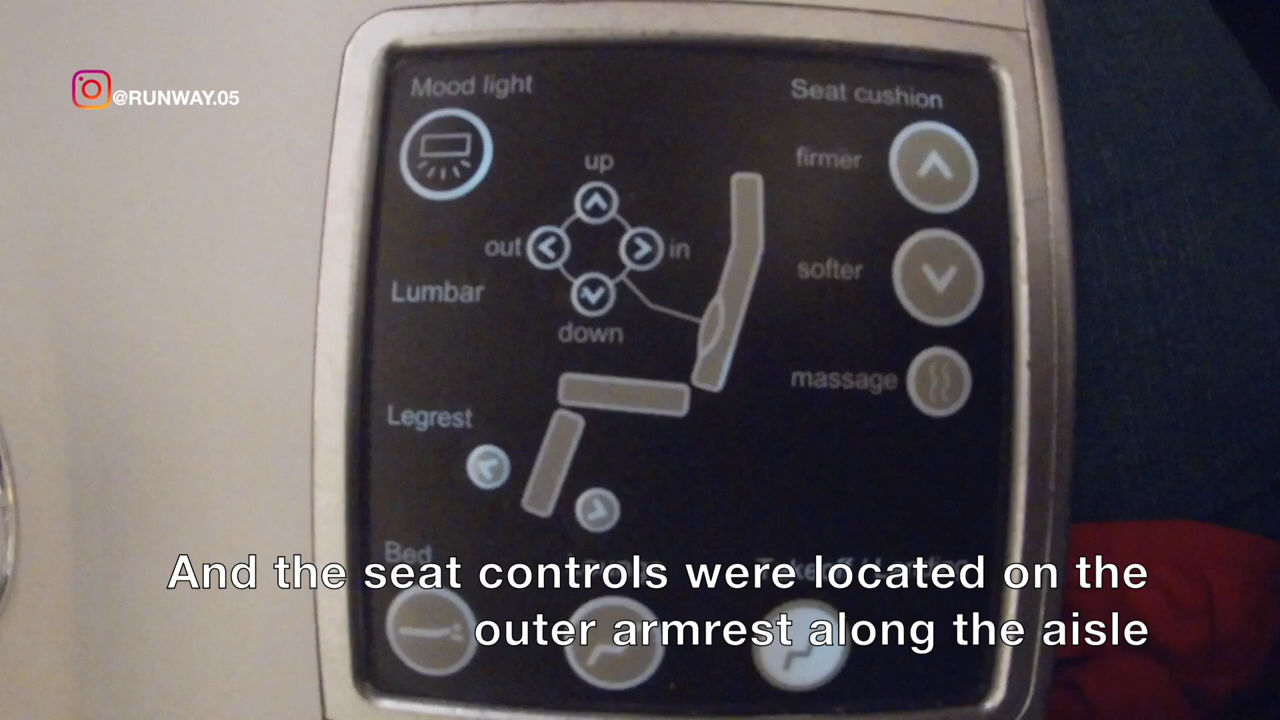 @RUNWAY.05
Mood light
Seat cushion
up
firmer
out
in
softer
Lumbar
down
massage
Legrest
Bed
And the seat controls were located on the
outer armrest along the aisle